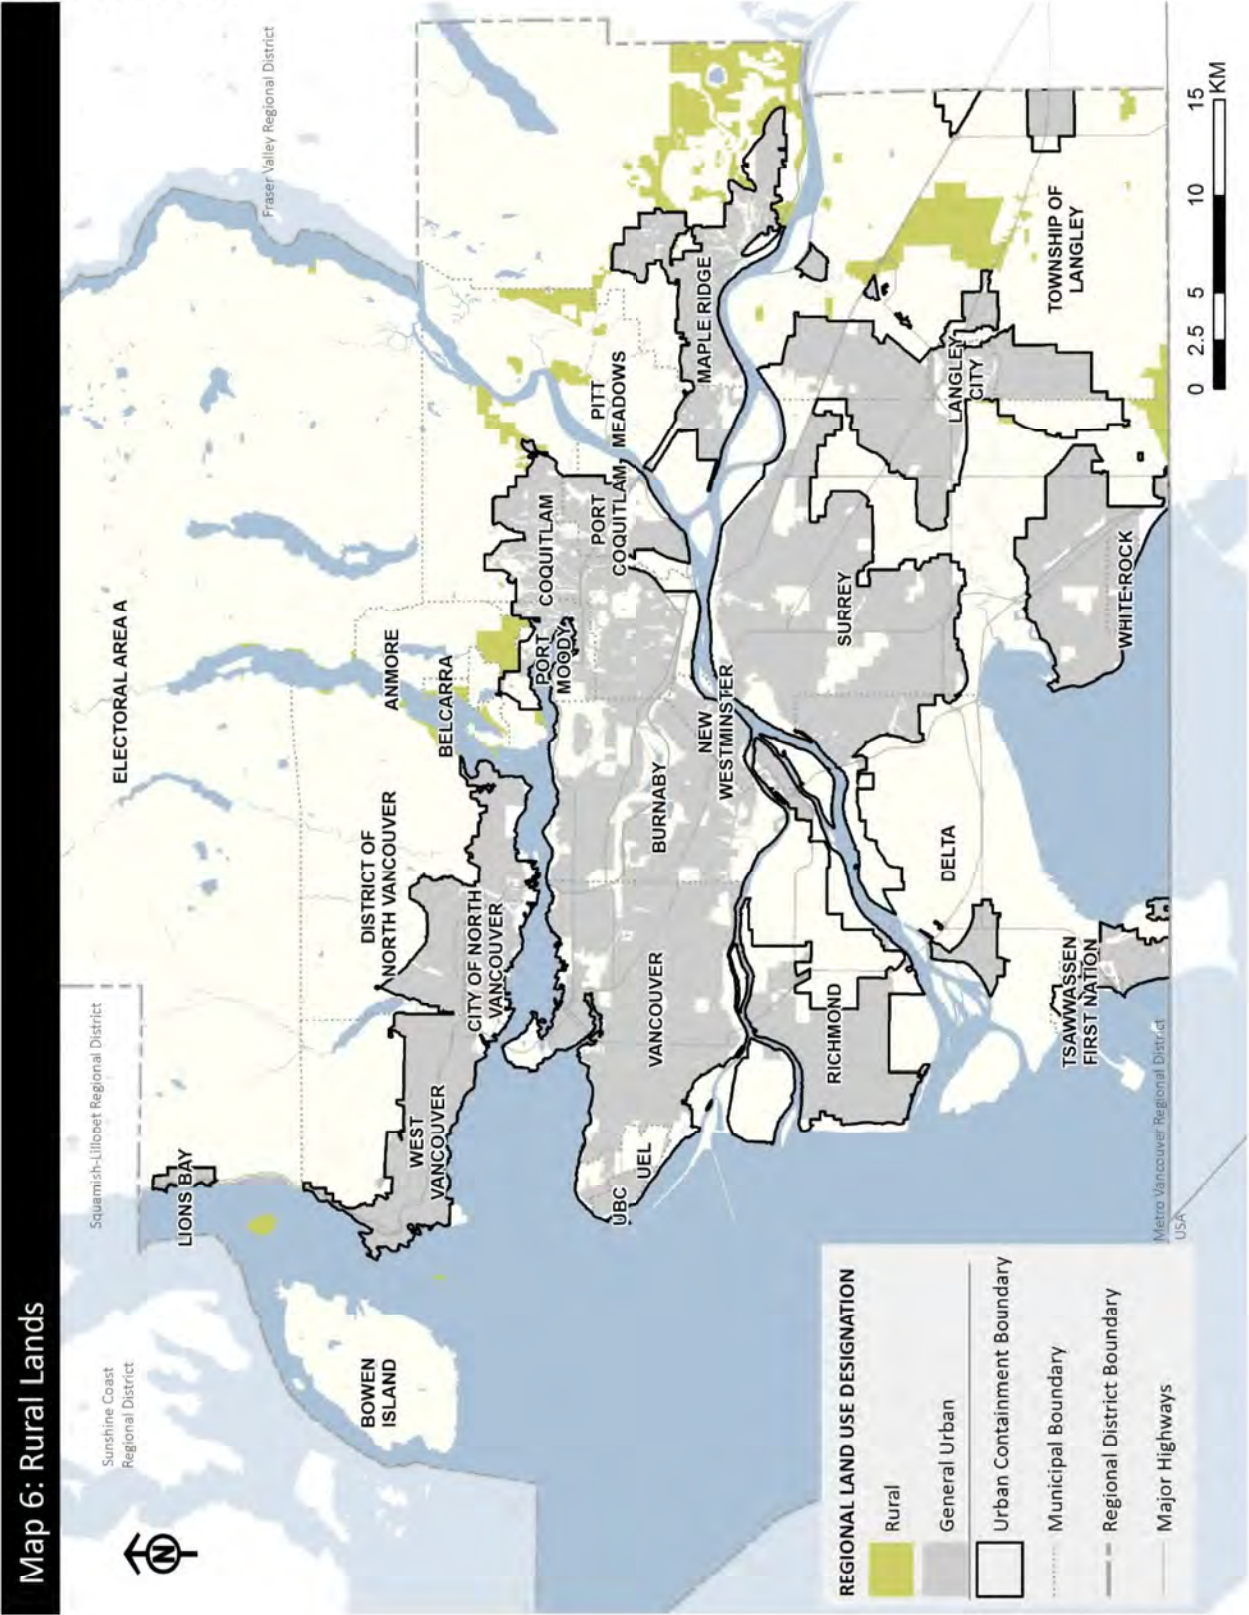 Map 6: Rural Lands
Sunshine Coast
Regional District
Squamish-Lillooet Regional District
Fraser Valley Regional District
N
ELECTORAL AREA A
LIONS BAY
BOWEN
ISLAND
WEST
VANCOUVER
DISTRICT OF
NORTH VANCOUVER
CITY OF NORTH
VANCOUVER
ANMORE
BELCARRA
PORT
MOODY
COQUITLAM
PORT
COQUITLAM
PITT
MEADOWS
MAPLE RIDGE
UBC
UEL
VANCOUVER
BURNABY
NEW
WESTMINSTER
RICHMOND
SURREY
DELTA
LANGLEY
CITY
TOWNSHIP OF
LANGLEY
WHITE ROCK
TSAWWASSEN
FIRST NATION
Metro Vancouver Regional District
USA
REGIONAL LAND USE DESIGNATION
Rural
General Urban
Urban Containment Boundary
Municipal Boundary
Regional District Boundary
Major Highways
0 2.5 5 10 15
KM